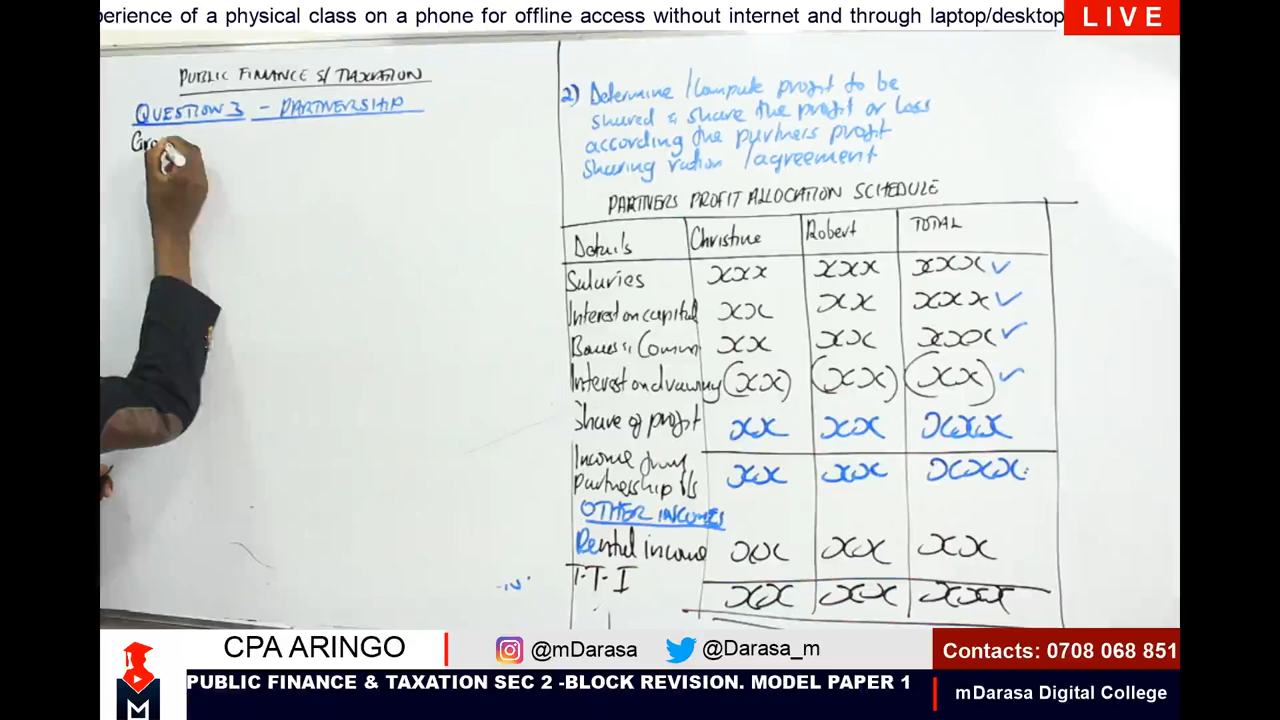 perience of a physical class on a phone for offline access without internet and through laptop/desktop
LIVE
PUBLIC FINANCE & TAXATION
QUESTION 3 - PARTNERSHIP
Gro
2) Determine / Compute profit to be
shared & share the profit or loss
according the partners profit
sharing ration / agreement
PARTNERS PROFIT ALLOCATION SCHEDULE
Details Christine Robert TOTAL
Salaries xxx xxx xxx ✓
Interest on capital xx xx xxx ✓
xx xx xxx ✓
Interest on drawing (xx) (xx) (xx) ✓
Share of profit xx xx xxx
Income from xx xx xxx
Partnership
OTHER INCOMES
Rental income xx xx xx
T.T.I xx xx xxx
CPA ARINGO
@mDarasa
@Darasa_m
Contacts: 0708 068 851
PUBLIC FINANCE & TAXATION SEC 2 -BLOCK REVISION. MODEL PAPER 1
mDarasa Digital College